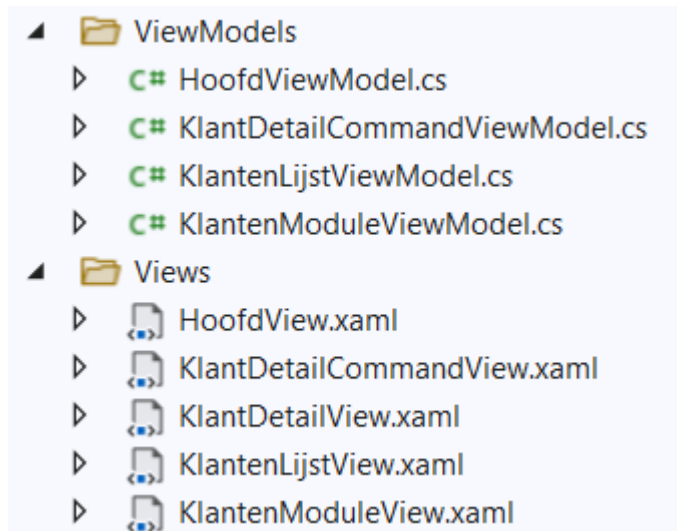 ViewModels
C# HoofdViewModel.cs
C# KlantDetailCommandViewModel.cs
C# KlantenLijstViewModel.cs
C# KlantenModuleViewModel.cs
Views
HoofdView.xaml
KlantDetailCommandView.xaml
KlantDetailView.xaml
KlantenLijstView.xaml
KlantenModuleView.xaml